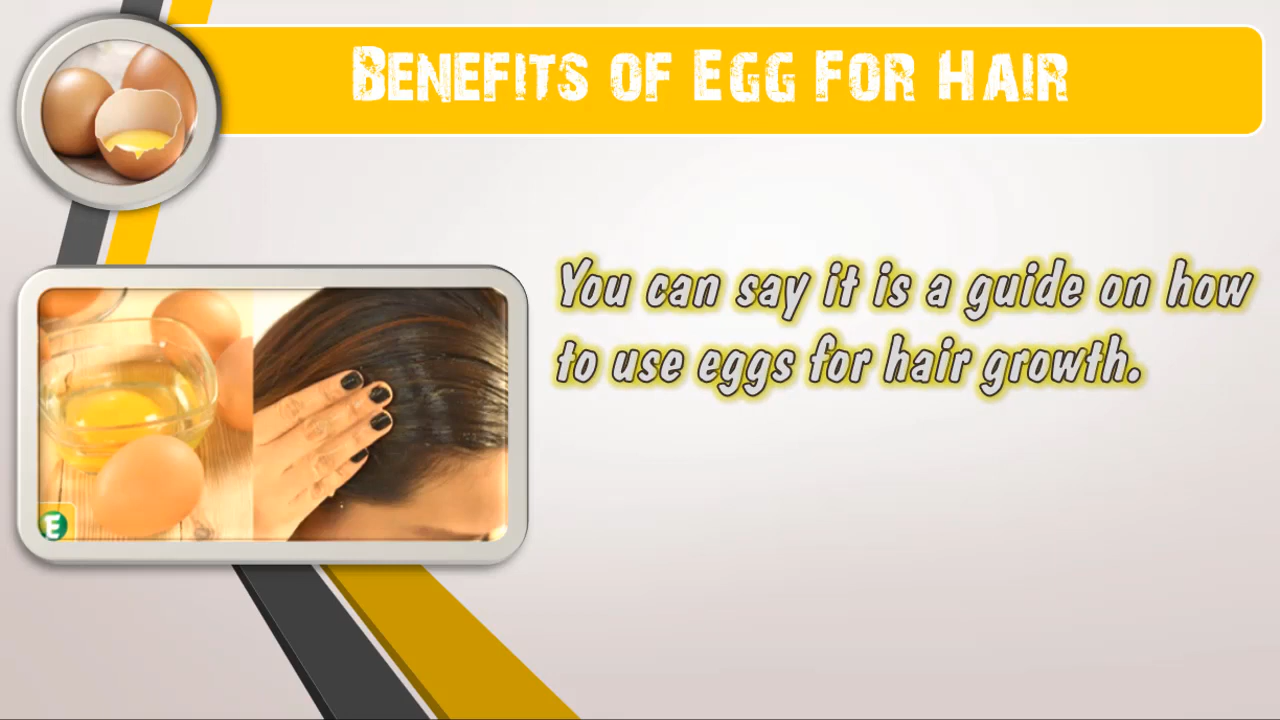 Benefits of Egg For Hair
You can say it is a guide on how
to use eggs for hair growth.
E